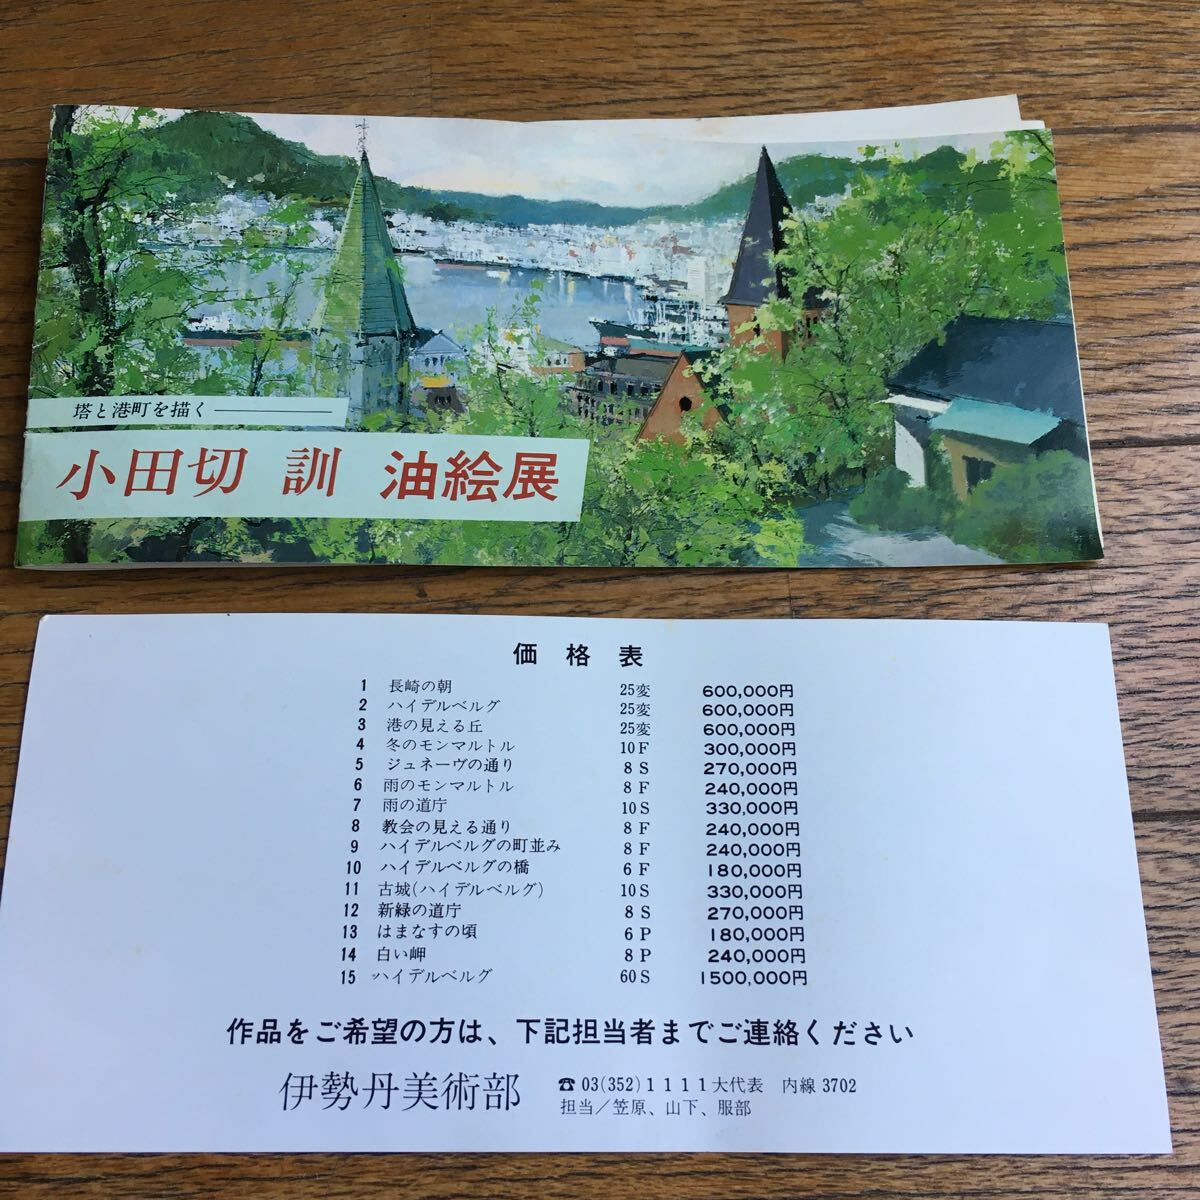 塔と港町を描く
小田切 訓 油絵展
価格表
1 長崎の朝 25変 600,000円
2 ハイデルベルグ 25変 600,000円
3 港の見える丘 25変 600,000円
4 冬のモンマルトル 10F 300,000円
5 ジュネーヴの通り 8S 270,000円
6 雨のモンマルトル 8F 240,000円
7 雨の道庁 10S 330,000円
8 教会の見える通り 8F 240,000円
9 ハイデルベルグの町並み 8F 240,000円
10 ハイデルベルグの橋 6F 180,000円
11 古城(ハイデルベルグ) 10S 330,000円
12 新緑の道庁 8S 270,000円
13 はまなすの頃 6P 180,000円
14 白い岬 8P 240,000円
15 ハイデルベルグ 60S 1500,000円
作品をご希望の方は、下記担当者までご連絡ください
伊勢丹美術部 ☎ 03(352)1111大代表 内線 3702
担当/笠原、山下、服部